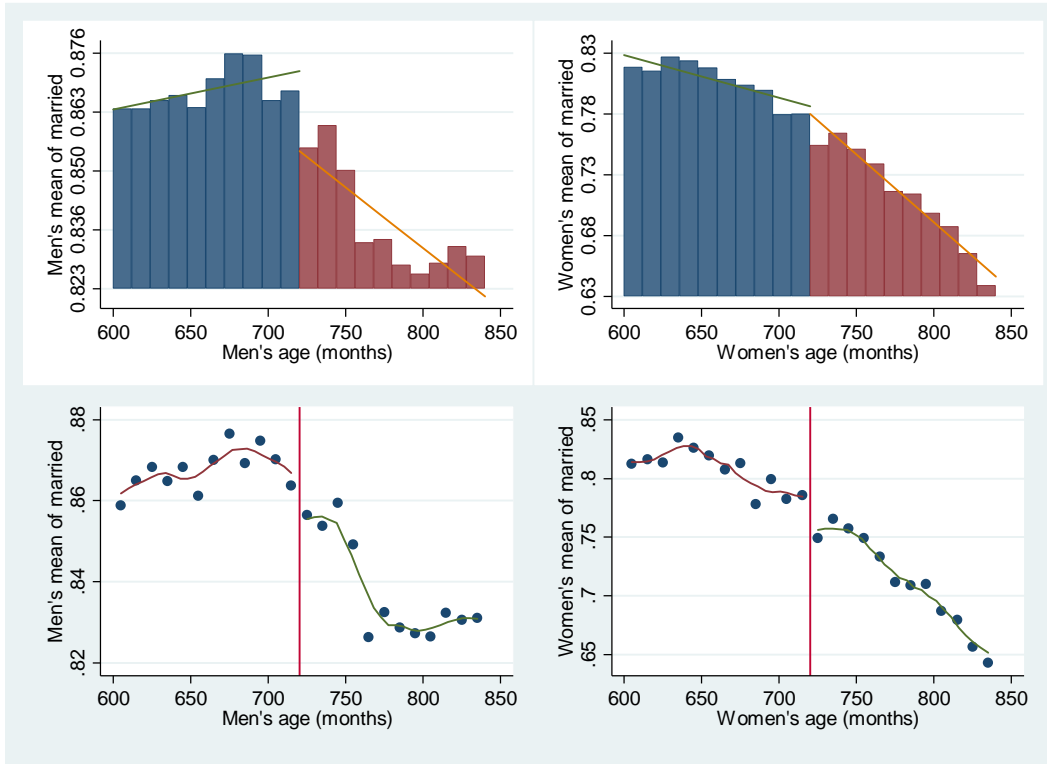 Men's mean of married
0.876
0.863
0.850
0.836
0.823
600 650 700 750 800 850
Men's age (months)
Women's mean of married
0.83
0.78
0.73
0.68
0.63
600 650 700 750 800 850
Women's age (months)
Men's mean of married
.88
.86
.84
.82
600 650 700 750 800 850
Men's age (months)
Women's mean of married
.85
.8
.75
.7
.65
600 650 700 750 800 850
Women's age (months)